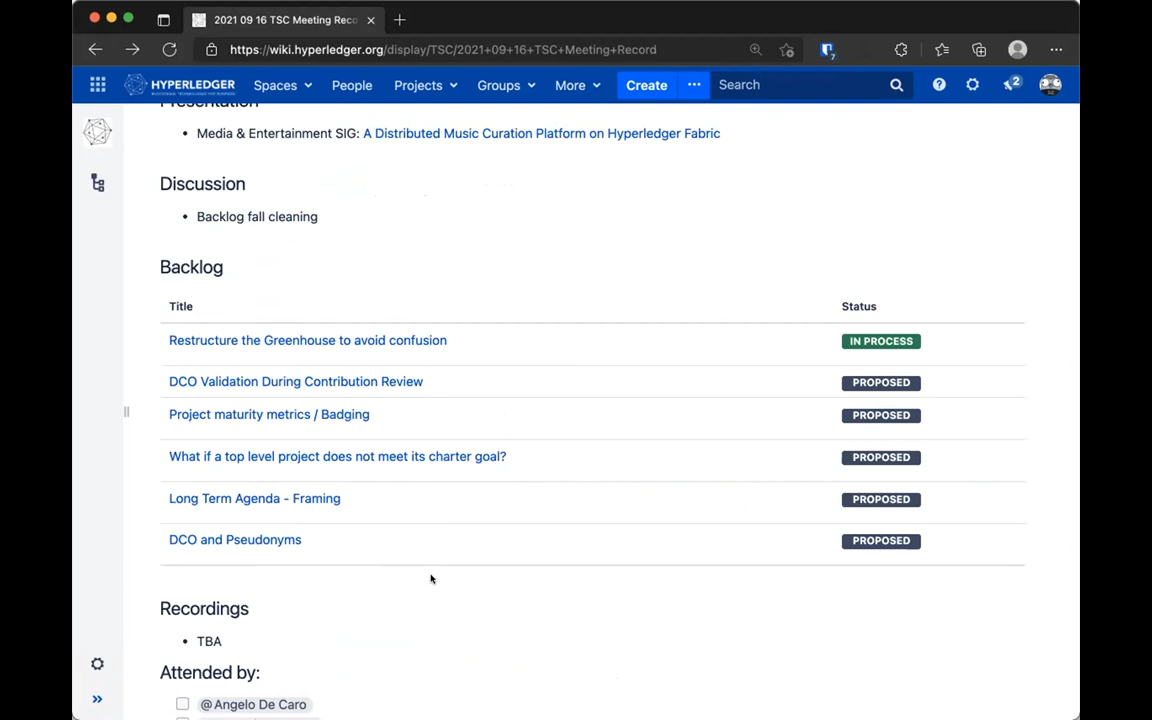 2021 09 16 TSC Meeting Reco
https://wiki.hyperledger.org/display/TSC/2021+09+16+TSC+Meeting+Record
7
HYPERLEDGER
Spaces
People
Projects
Groups
More
Create
Search
2
Presentation
Media & Entertainment SIG: A Distributed Music Curation Platform on Hyperledger Fabric
Discussion
Backlog fall cleaning
Backlog
Title Status
Restructure the Greenhouse to avoid confusion IN PROCESS
DCO Validation During Contribution Review PROPOSED
Project maturity metrics / Badging PROPOSED
What if a top level project does not meet its charter goal? PROPOSED
Long Term Agenda - Framing PROPOSED
DCO and Pseudonyms PROPOSED
Recordings
TBA
Attended by:
@Angelo De Caro